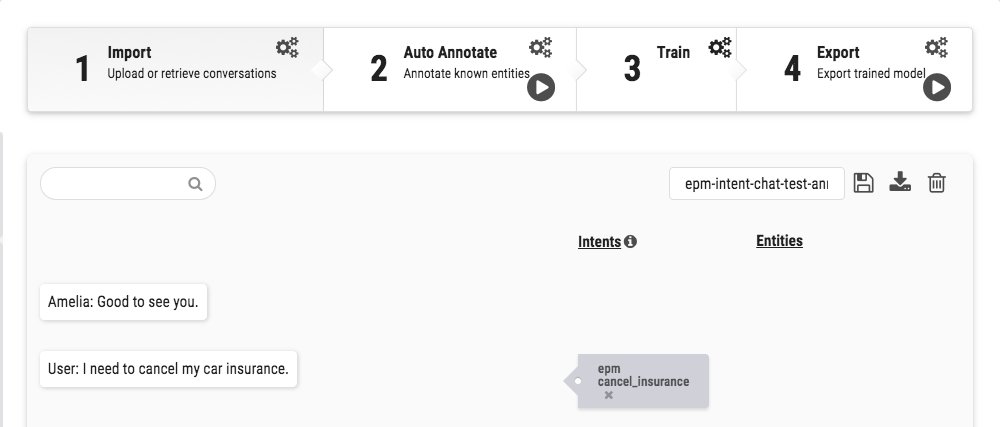 1 Import
Upload or retrieve conversations
2 Auto Annotate
Annotate known entities
3 Train
4 Export
Export trained model
epm-intent-chat-test-ann
Intents
Entities
Amelia: Good to see you.
User: I need to cancel my car insurance.
epm
cancel_insurance